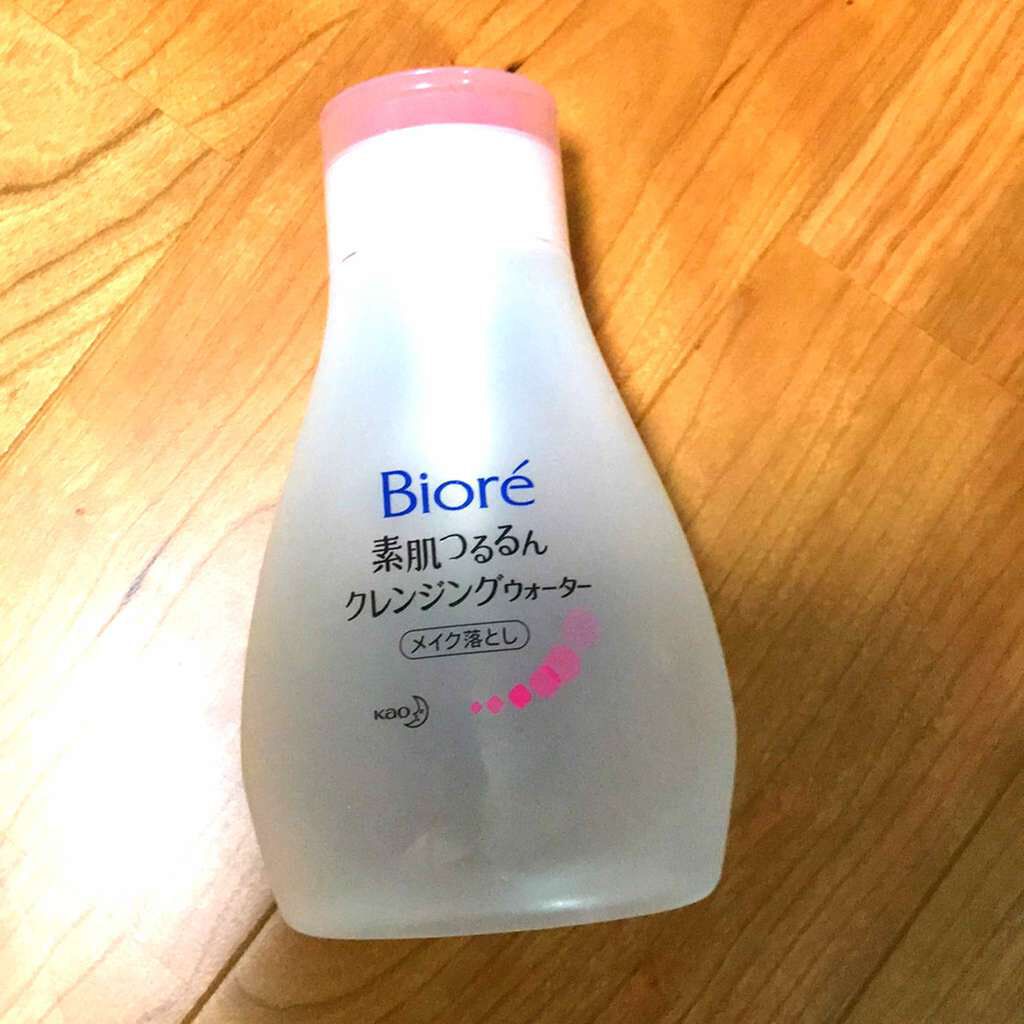 Bioré
素肌つるるん
クレンジングウォーター
メイク落とし
Kao